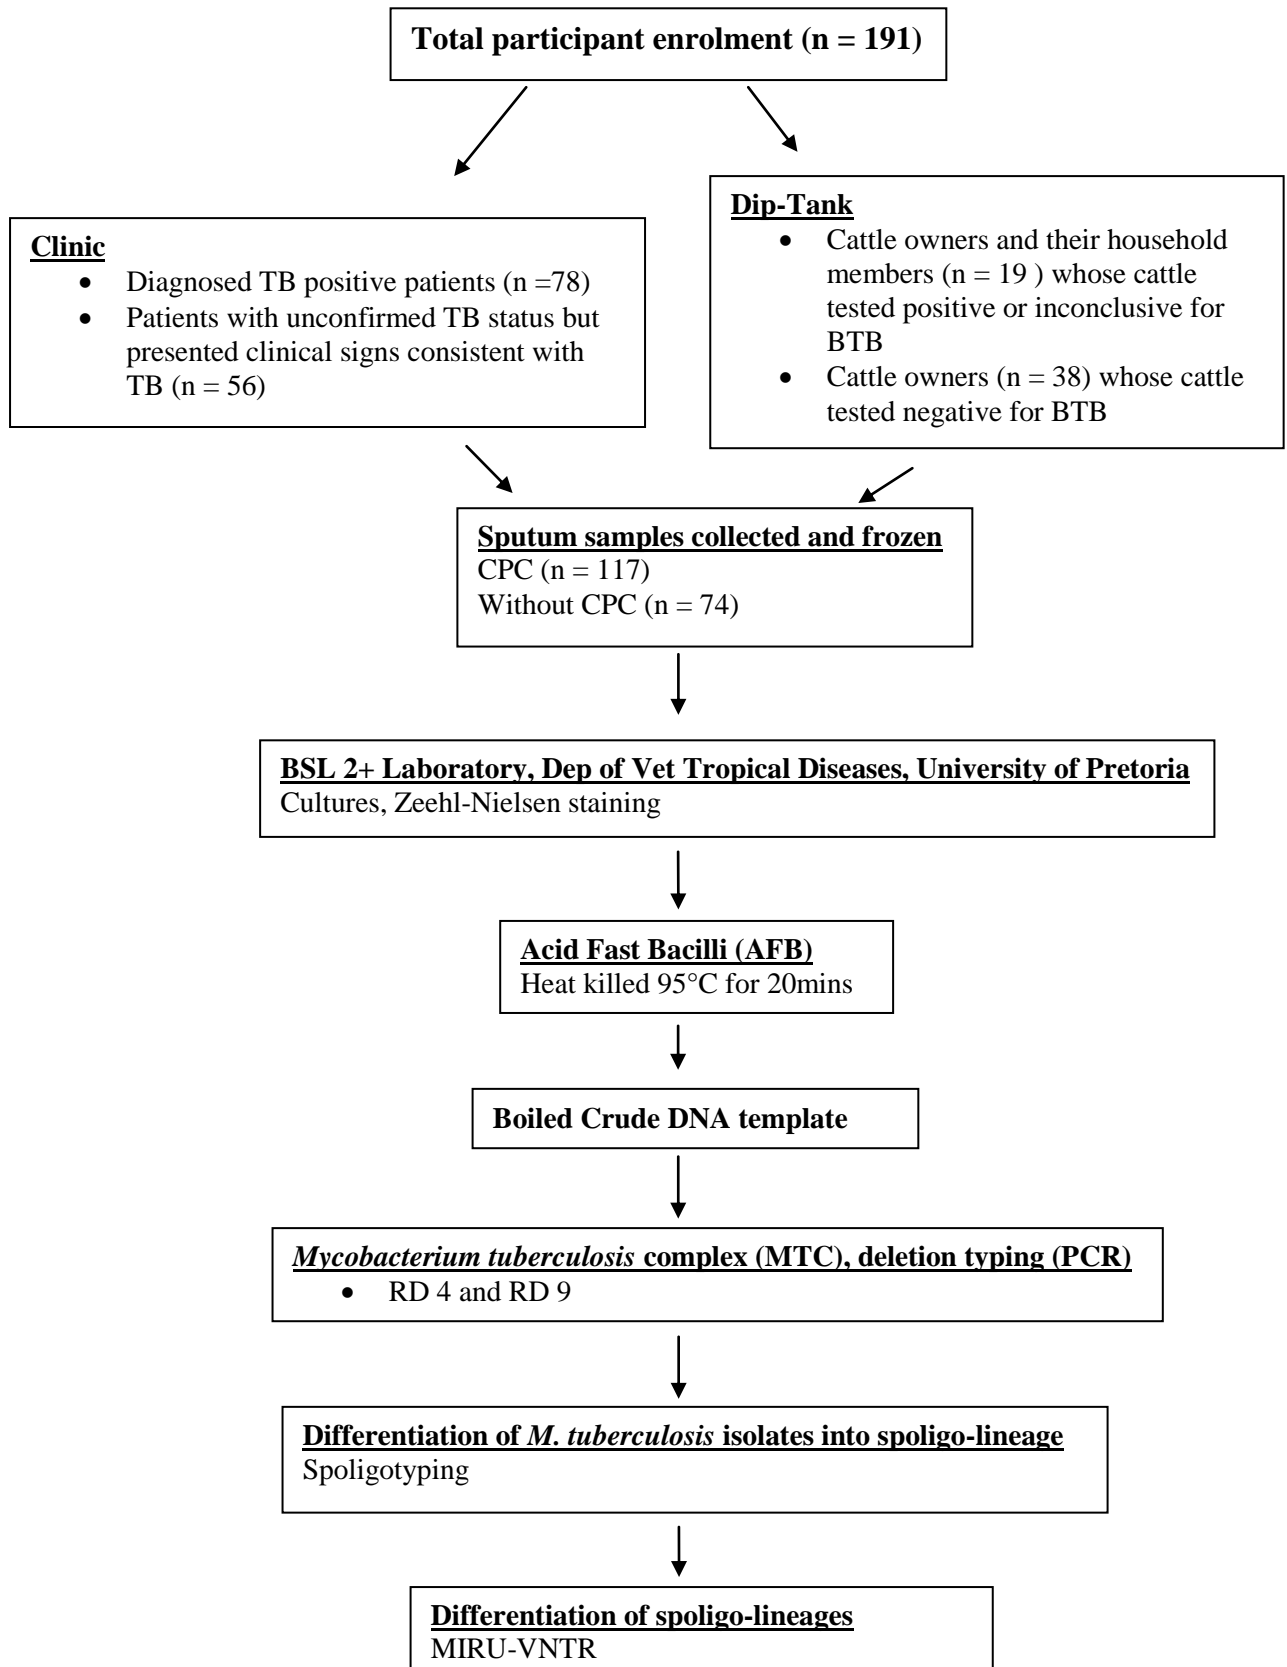 Total participant enrolment (n = 191)
Clinic
• Diagnosed TB positive patients (n =78)
• Patients with unconfirmed TB status but
presented clinical signs consistent with
TB (n = 56)
Dip-Tank
• Cattle owners and their household
members (n = 19 ) whose cattle
tested positive or inconclusive for
BTB
• Cattle owners (n = 38) whose cattle
tested negative for BTB
Sputum samples collected and frozen
CPC (n = 117)
Without CPC (n = 74)
BSL 2+ Laboratory, Dep of Vet Tropical Diseases, University of Pretoria
Cultures, Zeehl-Nielsen staining
Acid Fast Bacilli (AFB)
Heat killed 95°C for 20mins
Boiled Crude DNA template
Mycobacterium tuberculosis complex (MTC), deletion typing (PCR)
• RD 4 and RD 9
Differentiation of M. tuberculosis isolates into spoligo-lineage
Spoligotyping
Differentiation of spoligo-lineages
MIRU-VNTR